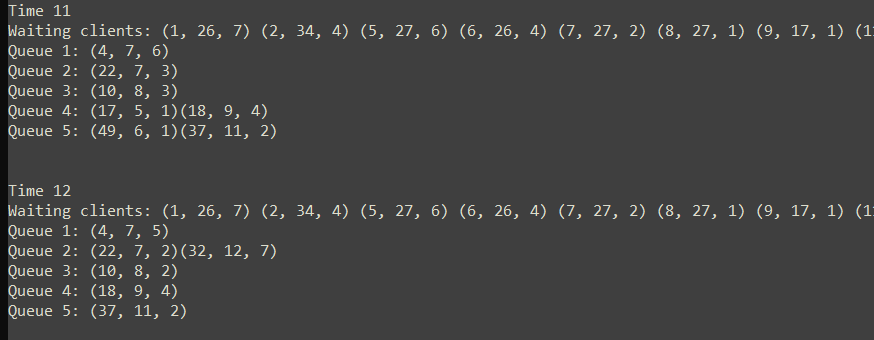 Time 11
Waiting clients: (1, 26, 7) (2, 34, 4) (5, 27, 6) (6, 26, 4) (7, 27, 2) (8, 27, 1) (9, 17, 1) (1
Queue 1: (4, 7, 6)
Queue 2: (22, 7, 3)
Queue 3: (10, 8, 3)
Queue 4: (17, 5, 1)(18, 9, 4)
Queue 5: (49, 6, 1)(37, 11, 2)
Time 12
Waiting clients: (1, 26, 7) (2, 34, 4) (5, 27, 6) (6, 26, 4) (7, 27, 2) (8, 27, 1) (9, 17, 1) (1
Queue 1: (4, 7, 5)
Queue 2: (22, 7, 2)(32, 12, 7)
Queue 3: (10, 8, 2)
Queue 4: (18, 9, 4)
Queue 5: (37, 11, 2)